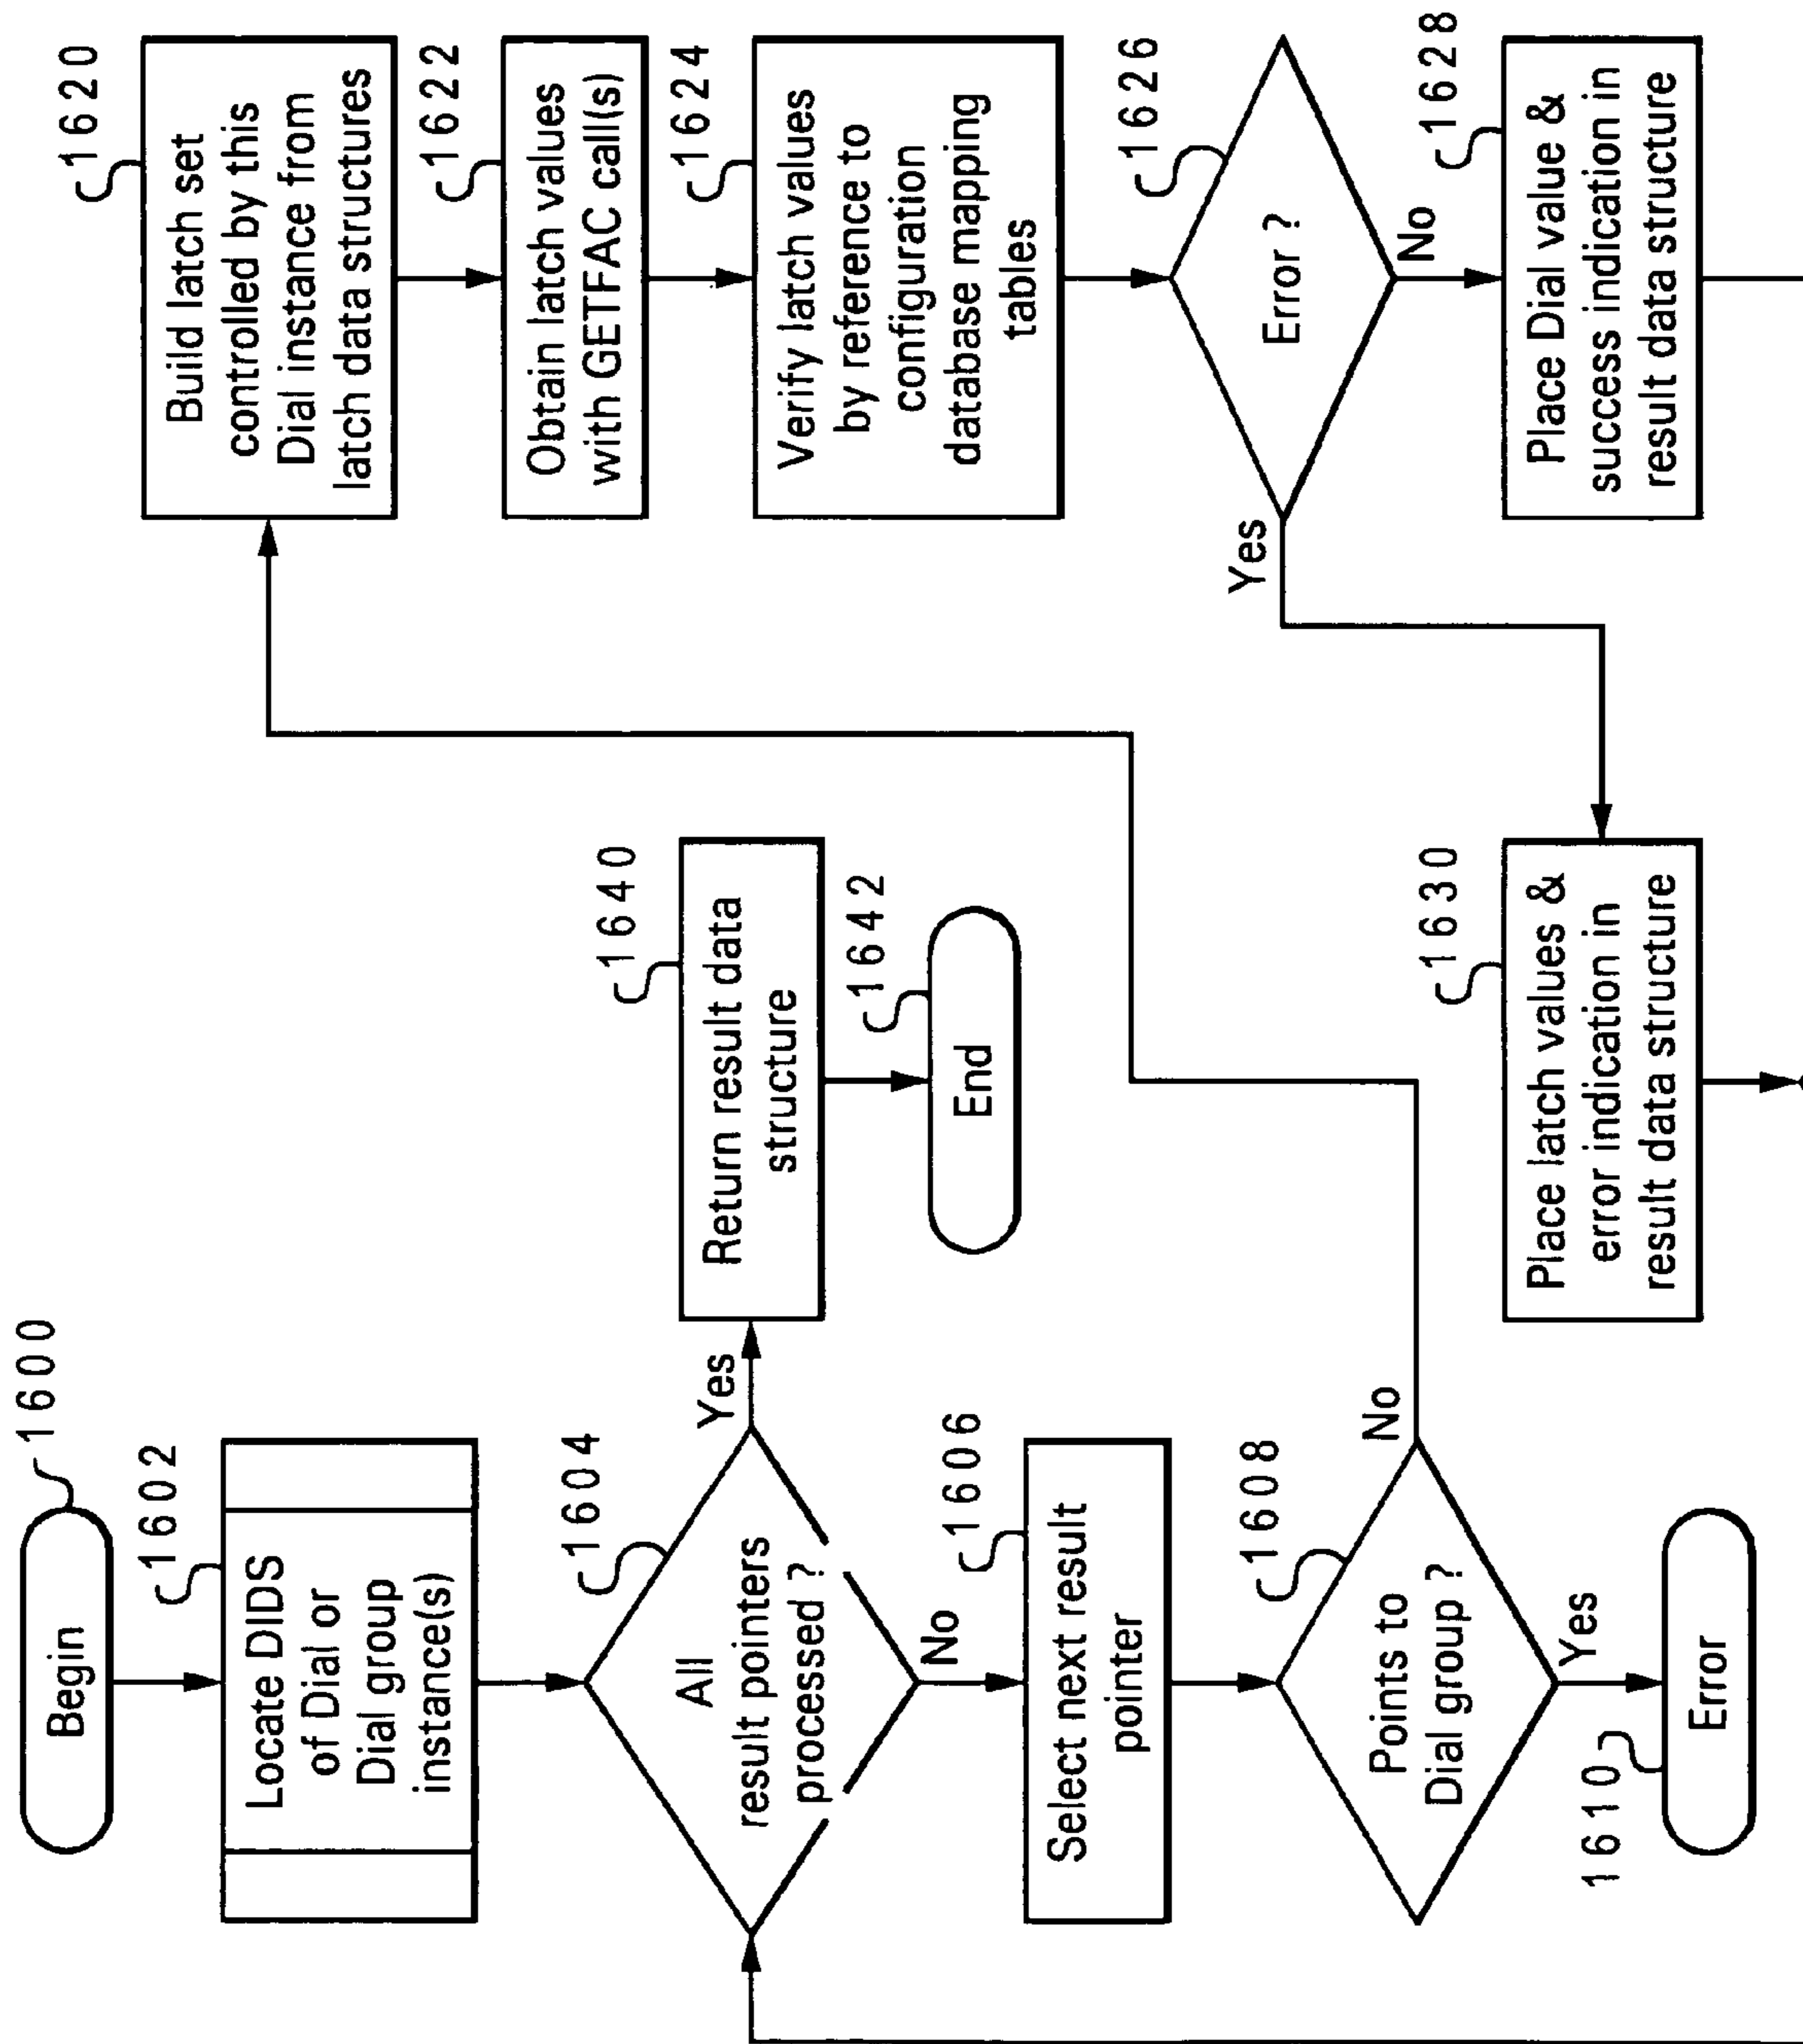 1600
Begin
1602
Locate DIDS
of Dial or
Dial group
instance(s)
1604
All
result pointers
processed ?
Yes
No
1606
Select next result
pointer
1608
Points to
Dial group ?
No
Yes
1610
Error
1640
Return result data
structure
1642
End
1620
Build latch set
controlled by this
Dial instance from
latch data structures
1622
Obtain latch values
with GETFAC call(s)
1624
Verify latch values
by reference to
configuration
database mapping
tables
1626
Error ?
Yes
No
1628
Place Dial value &
success indication in
result data structure
1630
Place latch values &
error indication in
result data structure